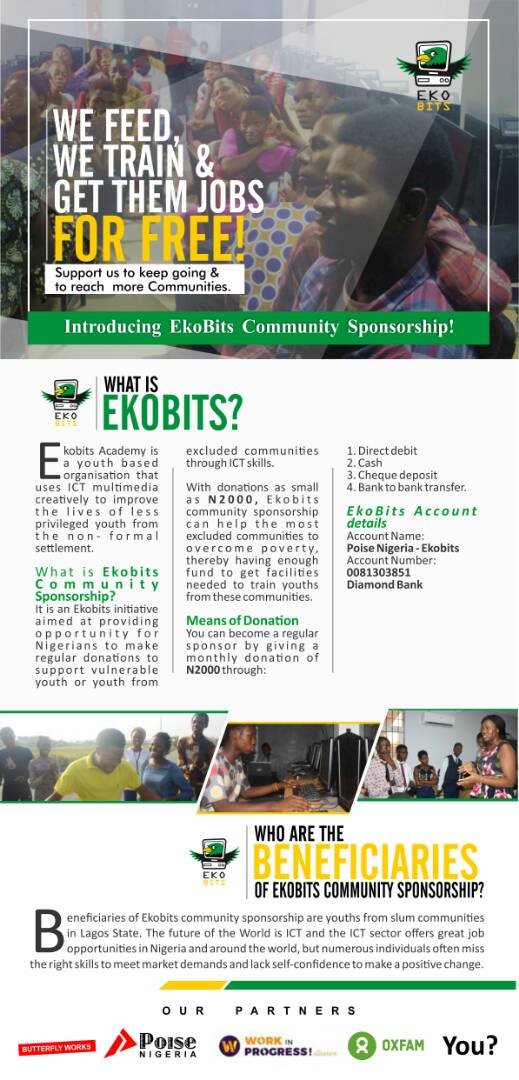 EKO
BITS
WE FEED,
WE TRAIN &
GET THEM JOBS
FOR FREE!
Support us to keep going &
to reach more Communities.
Introducing EkoBits Community Sponsorship!
EKO
BITS
WHAT IS
EKOBITS?
Ekobits Academy is
a youth based
organisation that
uses ICT multimedia
creatively to improve
the lives of less
privileged youth from
the non- formal
settlement.
What is Ekobits
Community
Sponsorship?
It is an Ekobits initiative
aimed at providing
opportunity for
Nigerians to make
regular donations to
support vulnerable
youth or youth from
excluded communities
through ICT skills.
With donations as small
as N2000, Ekobits
community sponsorship
can help the most
excluded communities to
overcome poverty,
thereby having enough
fund to get facilities
needed to train youths
from these communities.
Means of Donation
You can become a regular
sponsor by giving a
monthly donation of
N2000 through:
1. Direct debit
2. Cash
3. Cheque deposit
4. Bank to bank transfer.
EkoBits Account
details
Account Name:
Poise Nigeria - Ekobits
Account Number:
0081303851
Diamond Bank
EKO
BITS
WHO ARE THE
BENEFICIARIES
OF EKOBITS COMMUNITY SPONSORSHIP?
Beneficiaries of Ekobits community sponsorship are youths from slum communities
in Lagos State. The future of the World is ICT and the ICT sector offers great job
opportunities in Nigeria and around the world, but numerous individuals often miss
the right skills to meet market demands and lack self-confidence to make a positive change.
OUR PARTNERS
BUTTERFLY WORKS
Poise
NIGERIA
WORK IN
PROGRESS! alliance
OXFAM
You?